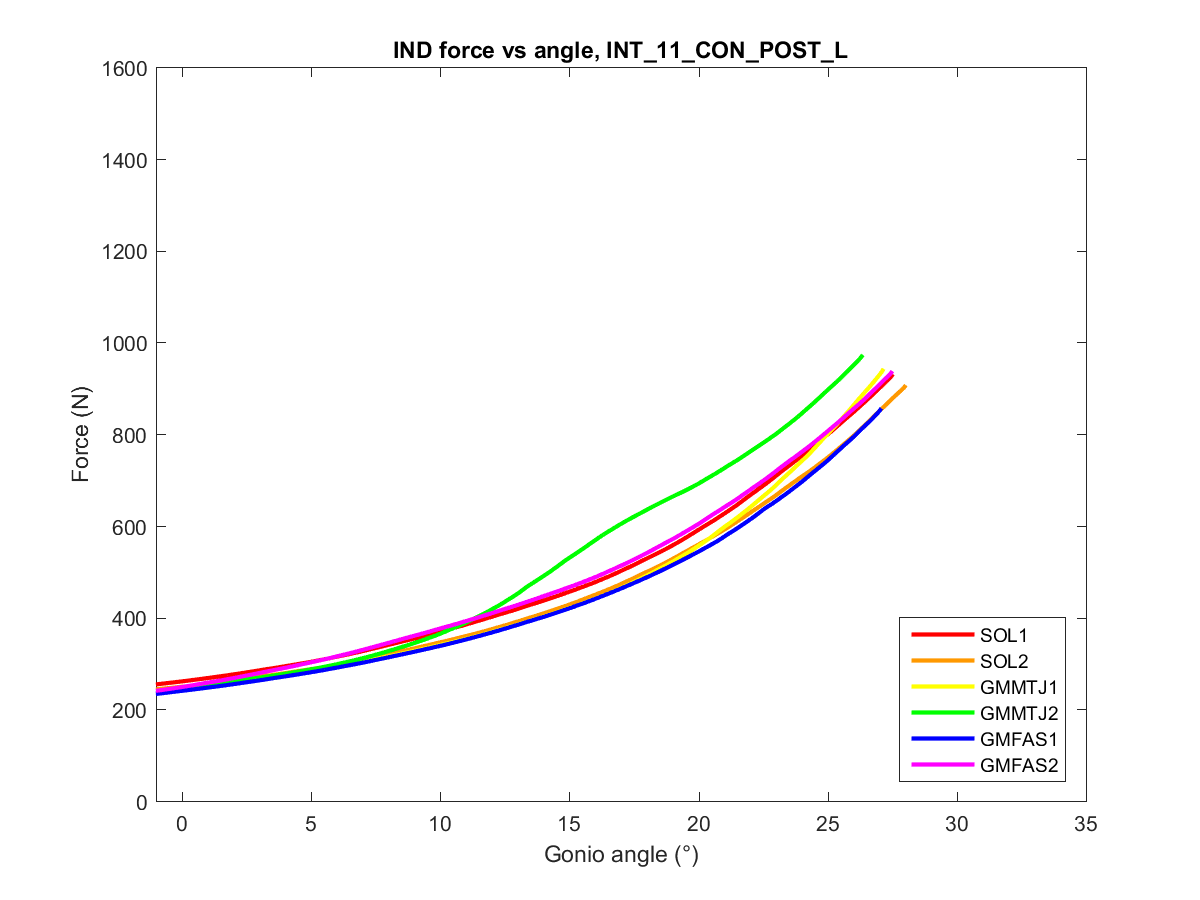 IND force vs angle, INT_11_CON_POST_L
1600
1400
1200
1000
800
600
400
200
0
Force (N)
0 5 10 15 20 25 30 35
Gonio angle (°)
SOL1
SOL2
GMMTJ1
GMMTJ2
GMFAS1
GMFAS2